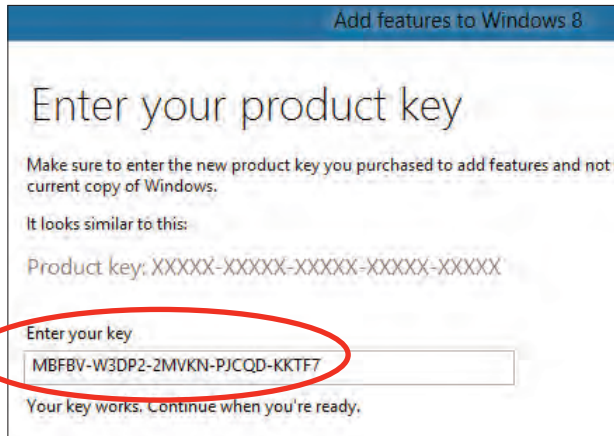 Add features to Windows 8
Enter your product key
Make sure to enter the new product key you purchased to add features and not
current copy of Windows.
It looks similar to this:
Product key: XXXXX-XXXXX-XXXXX-XXXXX-XXXXX
Enter your key
MBFBV-W3DP2-2MVKN-PJCQD-KKTF7
Your key works. Continue when you're ready.